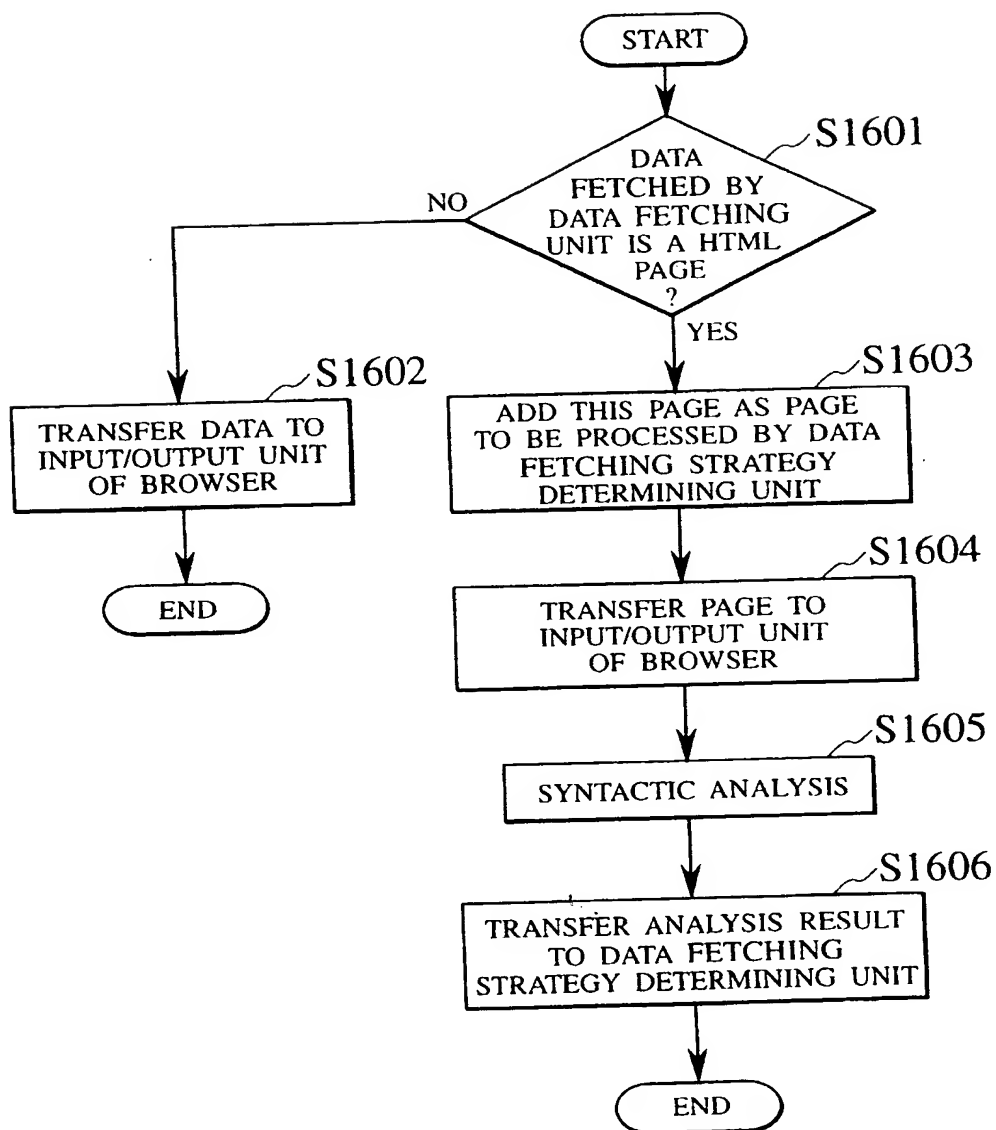 START
S1601
DATA
FETCHED BY
DATA FETCHING
UNIT IS A HTML
PAGE
?
NO
YES
S1602
TRANSFER DATA TO
INPUT/OUTPUT UNIT
OF BROWSER
END
S1603
ADD THIS PAGE AS PAGE
TO BE PROCESSED BY DATA
FETCHING STRATEGY
DETERMINING UNIT
S1604
TRANSFER PAGE TO
INPUT/OUTPUT UNIT
OF BROWSER
S1605
SYNTACTIC ANALYSIS
S1606
TRANSFER ANALYSIS RESULT
TO DATA FETCHING
STRATEGY DETERMINING UNIT
END